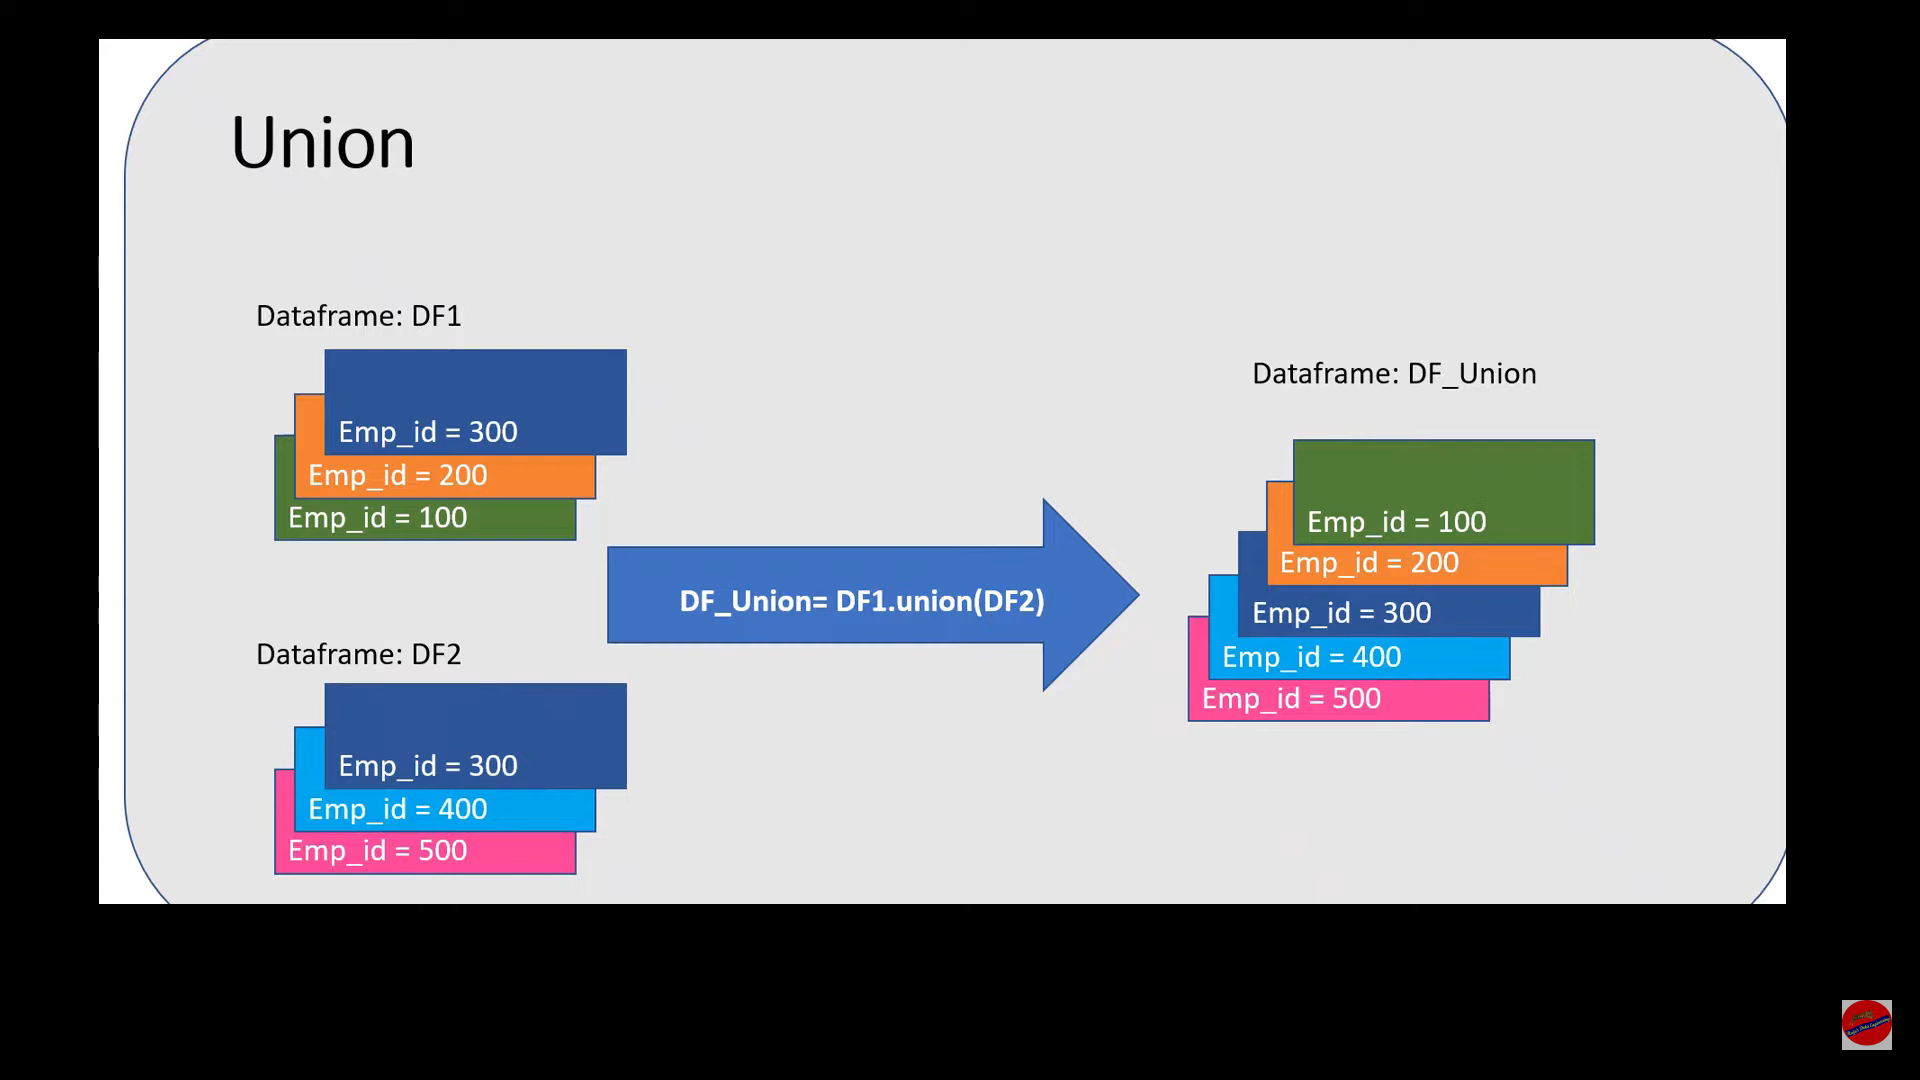 Union
Dataframe: DF1
Emp_id = 300
Emp_id = 200
Emp_id = 100
Dataframe: DF2
Emp_id = 300
Emp_id = 400
Emp_id = 500
DF_Union= DF1.union(DF2)
Dataframe: DF_Union
Emp_id = 100
Emp_id = 200
Emp_id = 300
Emp_id = 400
Emp_id = 500